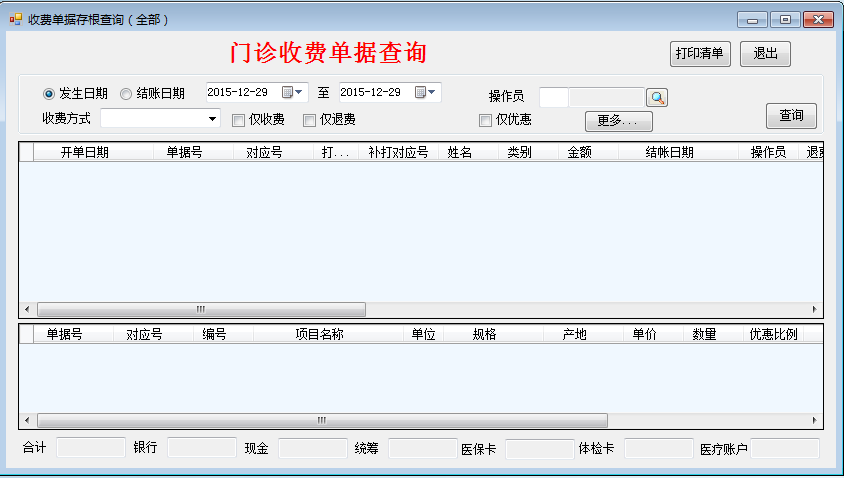 收费单据存根查询（全部）
门诊收费单据查询
打印清单 退出
发生日期 结账日期 2015-12-29 至 2015-12-29 操作员
收费方式 仅收费 仅退费 仅优惠 更多... 查询
开单日期 单据号 对应号 打... 补打对应号 姓名 类别 金额 结帐日期 操作员 退
单据号 对应号 编号 项目名称 单位 规格 产地 单价 数量 优惠比例
合计 银行 现金 统筹 医保卡 体检卡 医疗账户